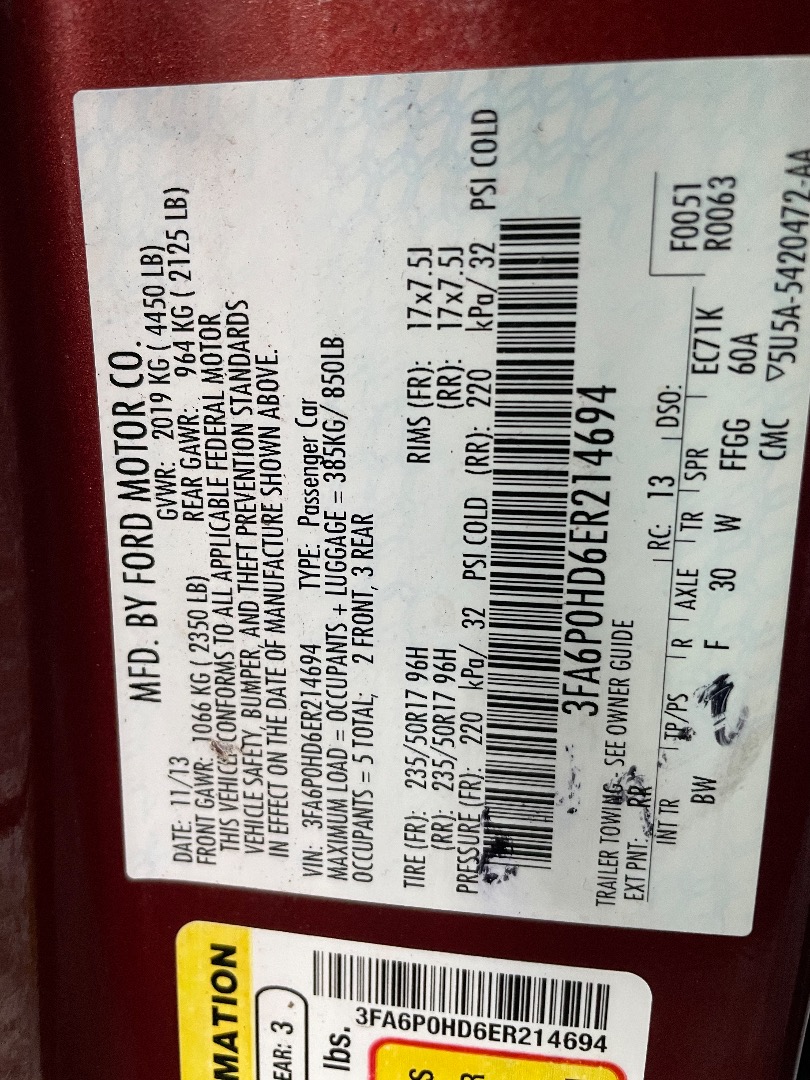 MFD. BY FORD MOTOR CO.
DATE: 11/13 GVWR: 2019 KG ( 4450 LB)
FRONT GAWR: 1066 KG ( 2350 LB) REAR GAWR: 964 KG ( 2125 LB)
THIS VEHICLE CONFORMS TO ALL APPLICABLE FEDERAL MOTOR
VEHICLE SAFETY, BUMPER, AND THEFT PREVENTION STANDARDS
IN EFFECT ON THE DATE OF MANUFACTURE SHOWN ABOVE.
VIN: 3FA6P0HD6ER214694 TYPE: Passenger Car
MAXIMUM LOAD = OCCUPANTS + LUGGAGE = 385KG/ 850LB
OCCUPANTS = 5 TOTAL; 2 FRONT, 3 REAR
TIRE (FR): 235/50R17 96H RIMS (FR): 17x7.5J
(RR): 235/50R17 96H (RR): 17x7.5J
PRESSURE (FR): 220 kPa/ 32 PSI COLD (RR): 220 kPa/ 32 PSI COLD
3FA6P0HD6ER214694
TRAILER TOWING- SEE OWNER GUIDE
EXT PNT: RR RC: 13 DSO: F0051
R0063
INT TR TP/PS R AXLE TR SPR EC71K
BW F 30 W FFGG 60A
CMC ▽5U5A-5420472-AA
MATION
EAR: 3
lbs.
3FA6P0HD6ER214694